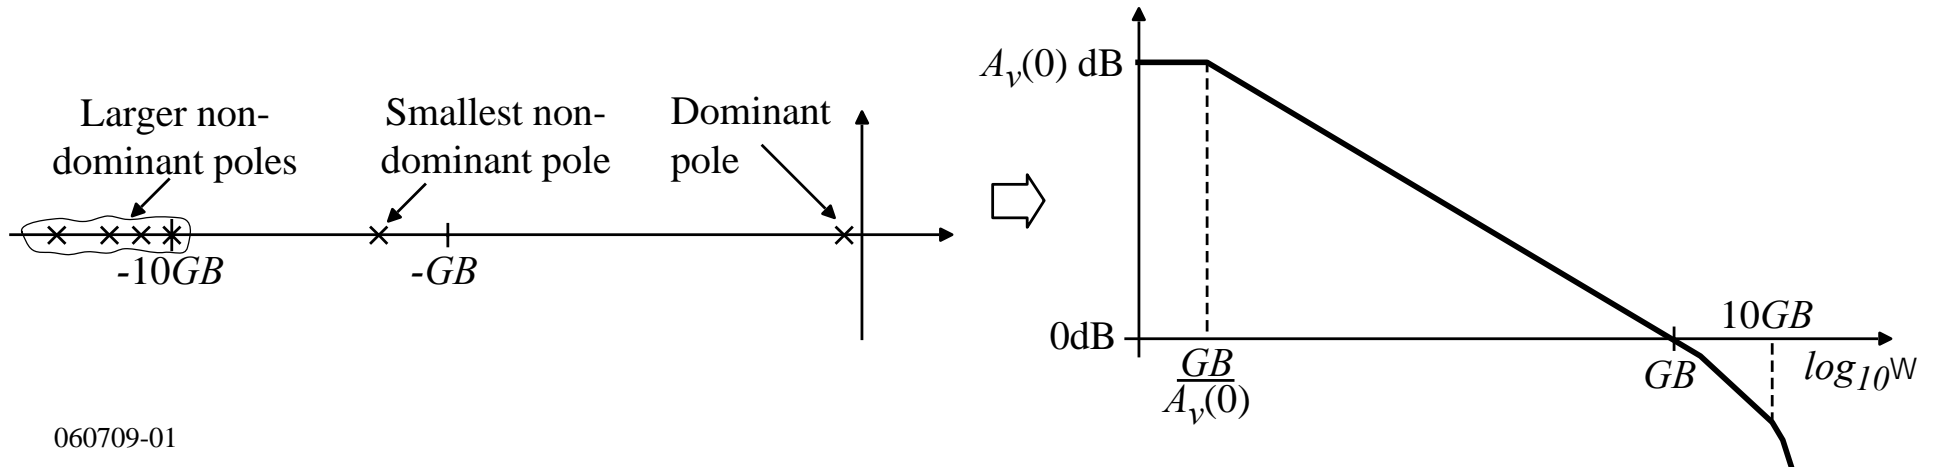 Larger non-
dominant poles
Smallest non-
dominant pole
Dominant
pole
-10GB
-GB
060709-01
Av(0) dB
0dB
GB
Av(0)
GB
10GB
log10W